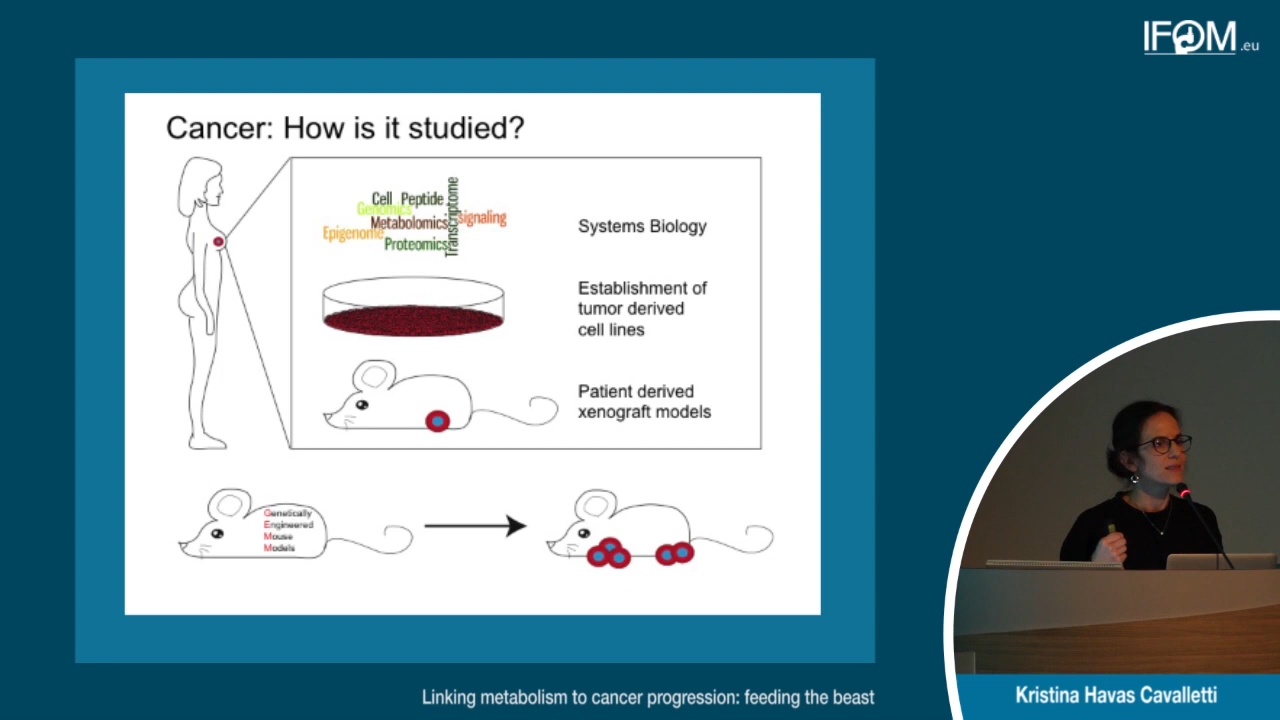 IFOM.eu
Cancer: How is it studied?
Cell Peptide
Genomics
Transcriptome
signaling
Metabolomics
Epigenome
Proteomics
Systems Biology
Establishment of
tumor derived
cell lines
Patient derived
xenograft models
Genetically
Engineered
Mouse
Models
Linking metabolism to cancer progression: feeding the beast
Kristina Havas Cavalletti